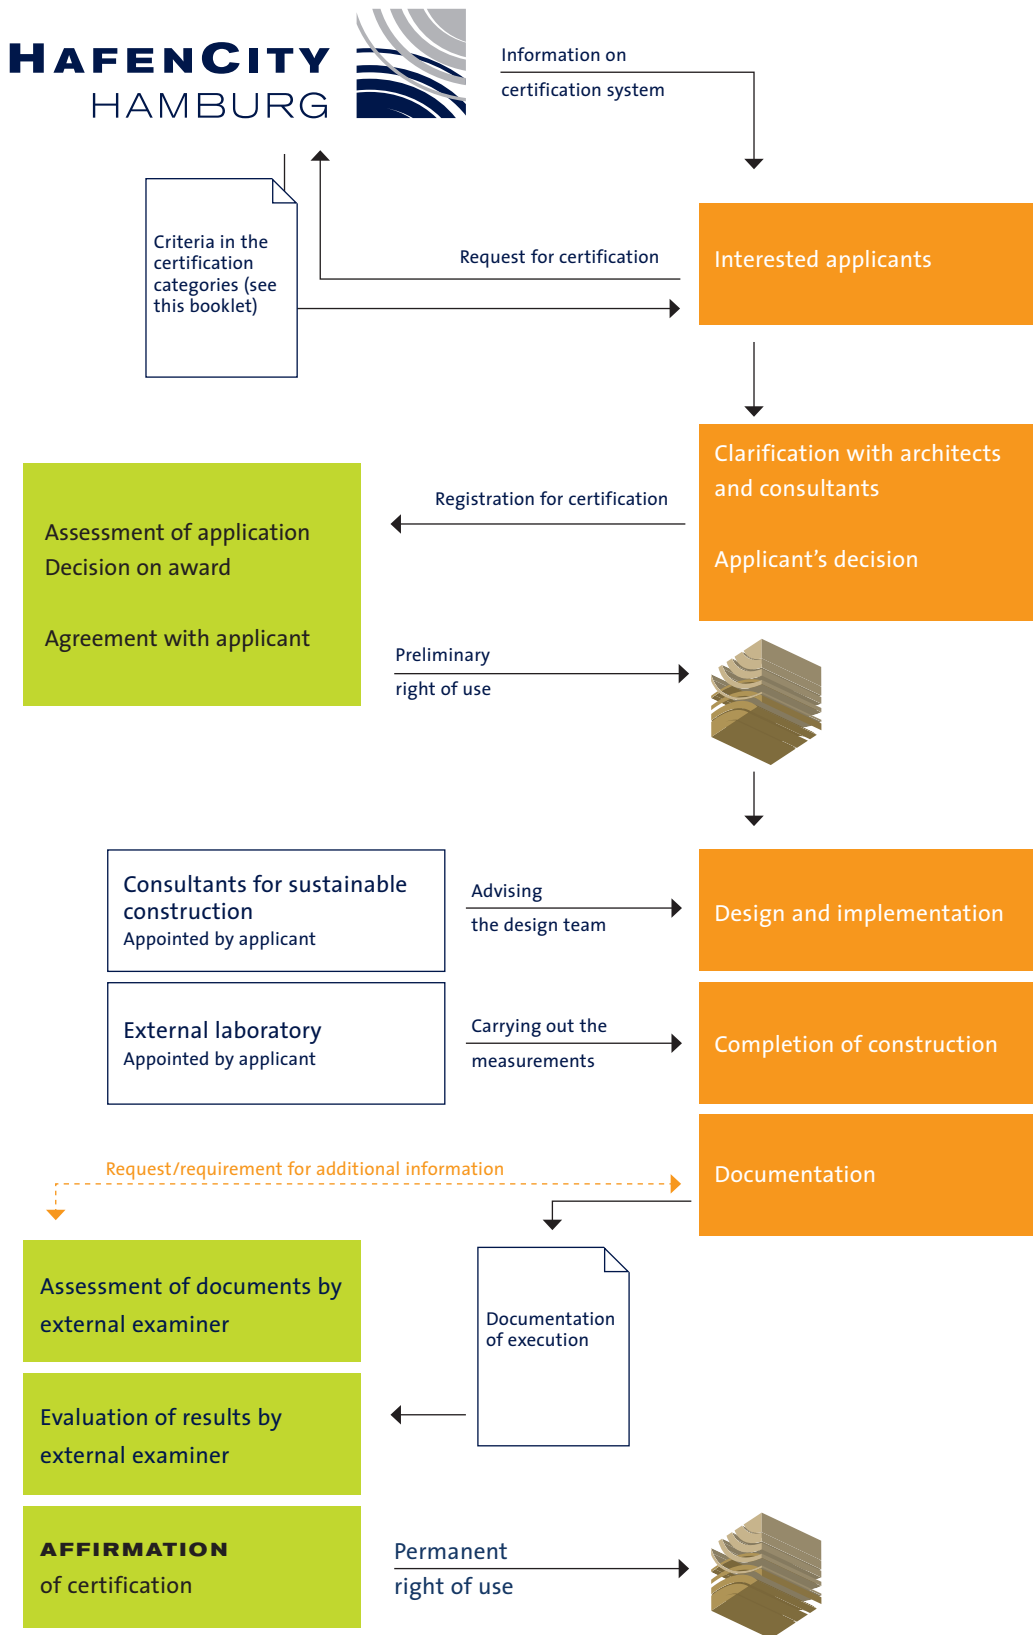 HAFENCITY
HAMBURG
Information on
certification system
Criteria in the
certification
categories (see
this booklet)
Request for certification
Interested applicants
Clarification with architects
and consultants
Applicant’s decision
Registration for certification
Assessment of application
Decision on award
Agreement with applicant
Preliminary
right of use
Consultants for sustainable
construction
Appointed by applicant
Advising
the design team
Design and implementation
External laboratory
Appointed by applicant
Carrying out the
measurements
Completion of construction
Request/requirement for additional information
Documentation
Assessment of documents by
external examiner
Documentation
of execution
Evaluation of results by
external examiner
AFFIRMATION
of certification
Permanent
right of use